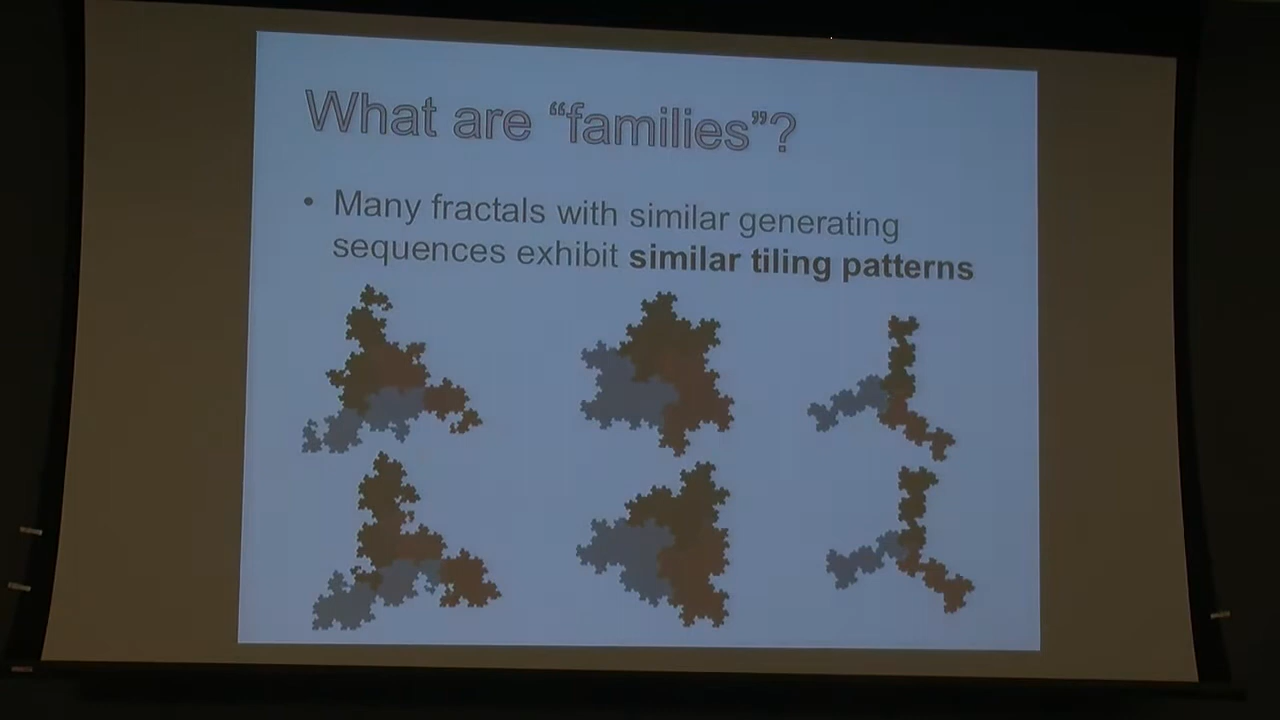 What are “families”?
• Many fractals with similar generating
sequences exhibit similar tiling patterns